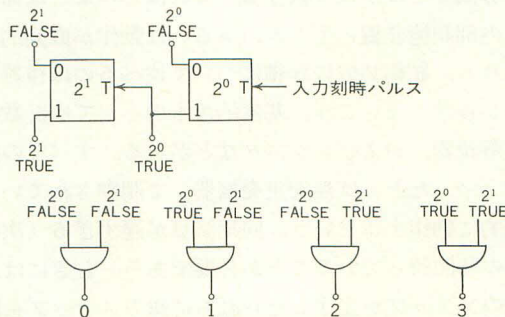 2¹ 2⁰
FALSE FALSE
0 0
2¹ T 2⁰ T 入力刻時パルス
1 1
2¹ 2⁰
TRUE TRUE
2⁰ 2¹ 2⁰ 2¹ 2⁰ 2¹ 2⁰ 2¹
FALSE FALSE TRUE FALSE FALSE TRUE TRUE TRUE
0 1 2 3